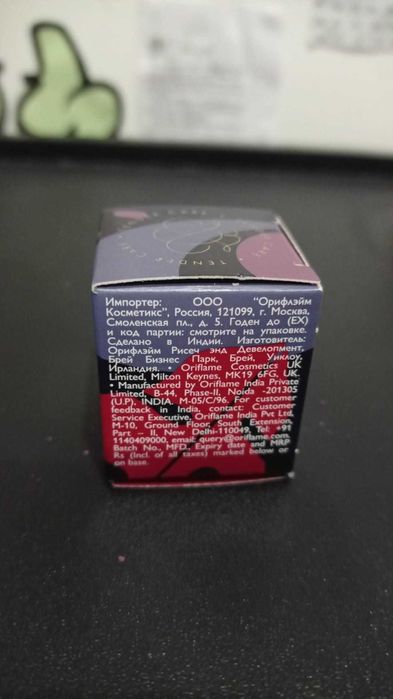 TENDER CARE
Импортер: ООО "Орифлэйм
Косметикс", Россия, 121099, г. Москва,
Смоленская пл., д. 5. Годен до (EX)
и код партии: смотрите на упаковке.
Сделано в Индии. Изготовитель:
Орифлэйм Рисеч энд Девелопмент,
Брей Бизнес Парк, Брей, Уиклоу,
Ирландия. Oriflame Cosmetics UK
Limited, Milton Keynes, MK19 6FG, UK.
• Manufactured by Oriflame India Private
Limited, B-44, Phase-II, Noida -201305
(U.P.). INDIA. M-05/C/96. For customer
feedback in India, contact: Customer
Service Executive, Oriflame India Pvt Ltd,
M-10, Ground Floor, South Extension,
Part – II, New Delhi-110049, Tel: +91
1140409000, email: query@oriflame.com.
Batch No., MFD., Expiry date and MRP
Rs (incl. of all taxes) marked below or
on base.